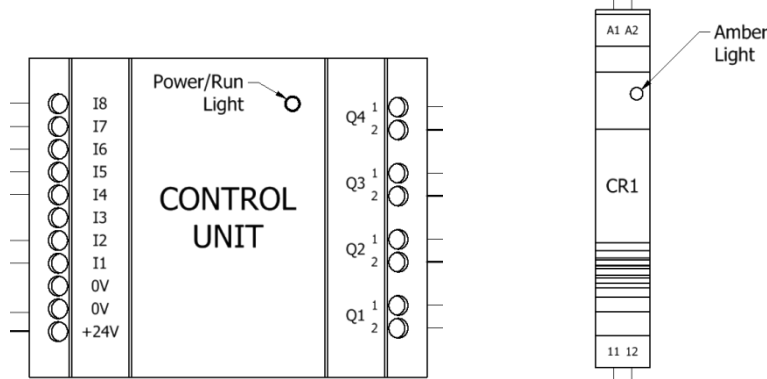 Power/Run
Light
I8
I7
I6
I5
I4
I3
I2
I1
0V
0V
+24V
CONTROL
UNIT
Q4 1
2
Q3 1
2
Q2 1
2
Q1 1
2
A1 A2
Amber
Light
CR1
11 12